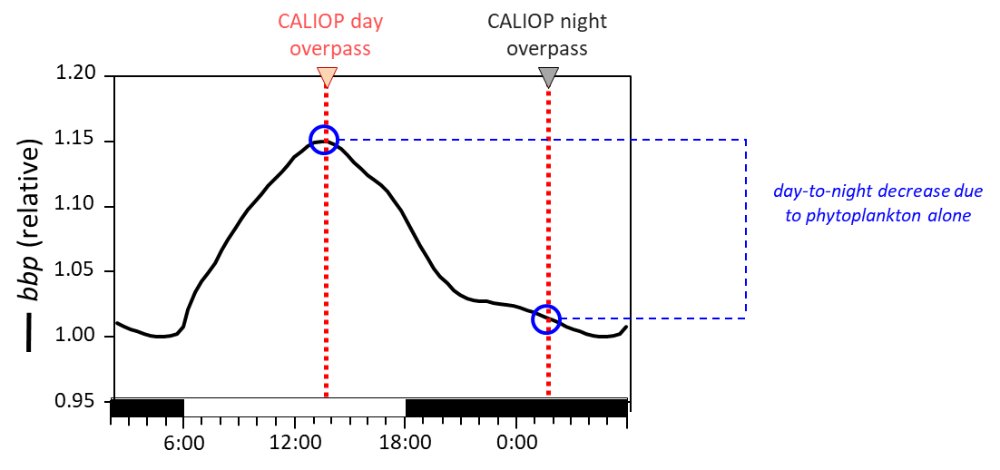 CALIOP day
overpass
CALIOP night
overpass
1.20
1.15
1.10
1.05
1.00
0.95
bbp (relative)
day-to-night decrease due
to phytoplankton alone
6:00
12:00
18:00
0:00